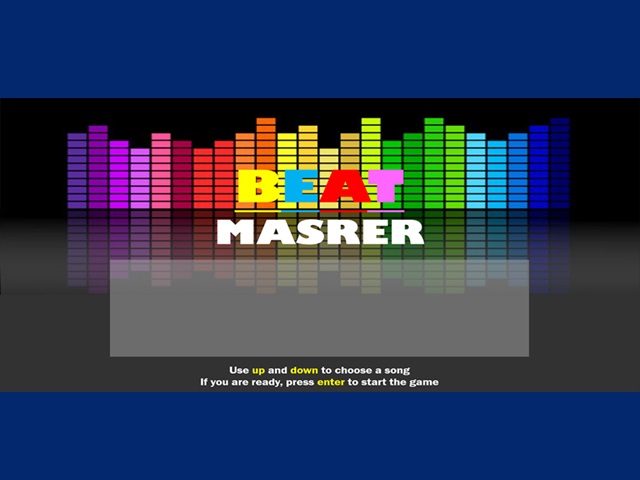 BEAT
MASRER
Use up and down to choose a song
If you are ready, press enter to start the game